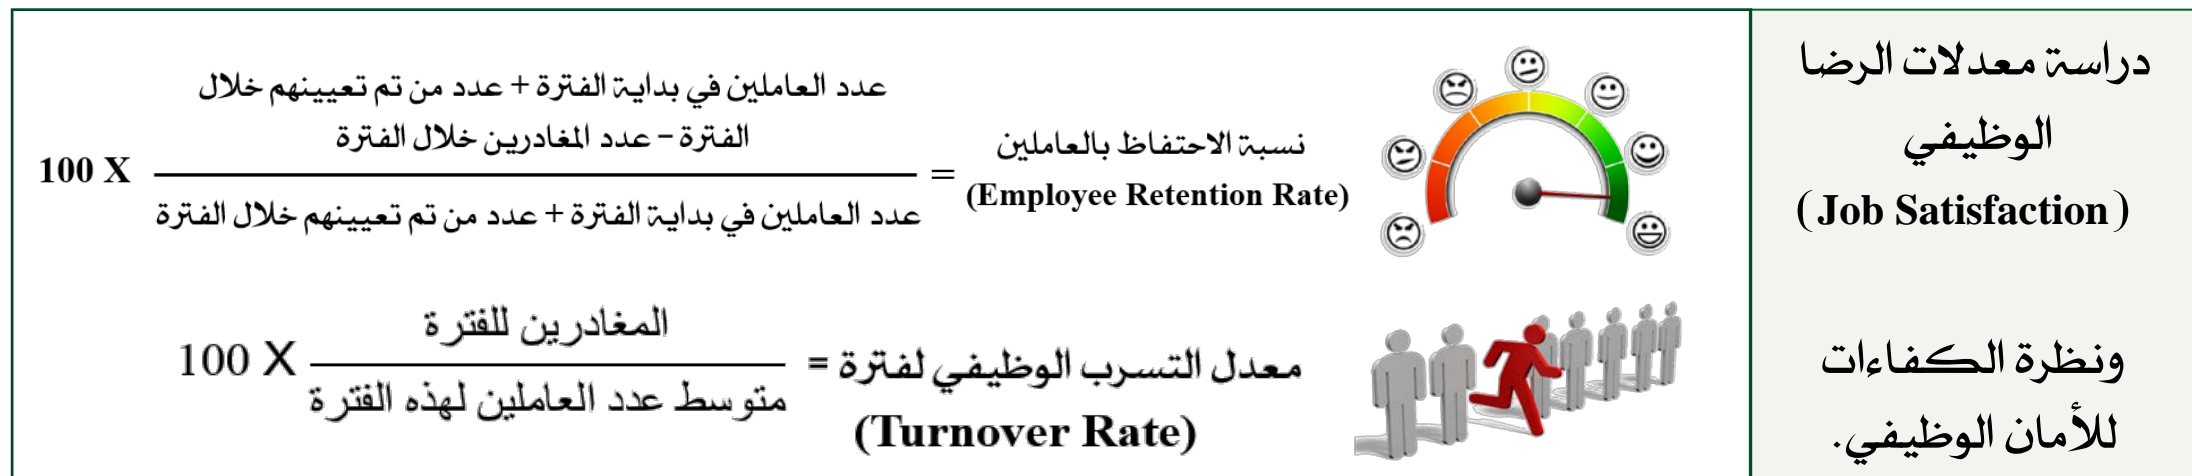 دراسة معدلات الرضا
الوظيفي
(Job Satisfaction)
ونظرة الكفاءات
للأمان الوظيفي.
نسبة الاحتفاظ بالعاملين
(Employee Retention Rate)
=
عدد العاملين في بداية الفترة + عدد من تم تعيينهم خلال
الفترة – عدد المغادرين خلال الفترة
عدد العاملين في بداية الفترة + عدد من تم تعيينهم خلال الفترة
100 X
معدل التسرب الوظيفي لفترة =
(Turnover Rate)
المغادرين للفترة
متوسط عدد العاملين لهذه الفترة
100 X